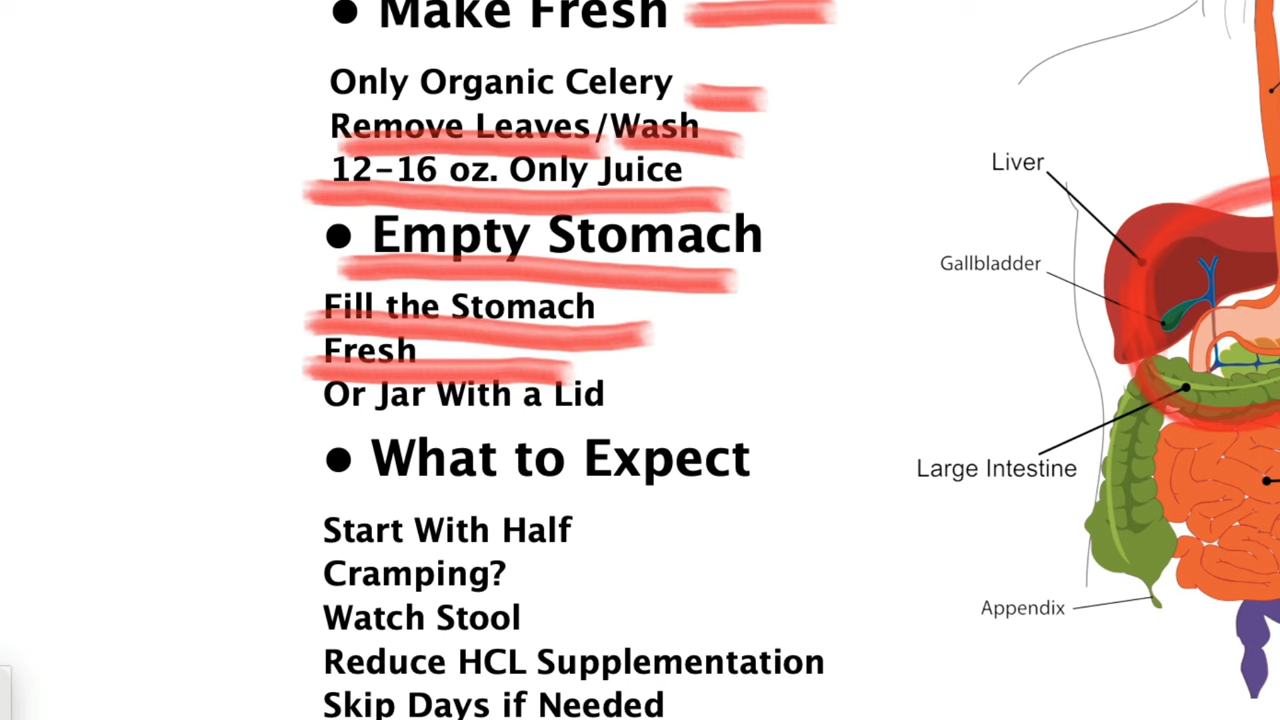 ● Make Fresh
Only Organic Celery
Remove Leaves/Wash
12-16 oz. Only Juice
● Empty Stomach
Fill the Stomach
Fresh
Or Jar With a Lid
● What to Expect
Start With Half
Cramping?
Watch Stool
Reduce HCL Supplementation
Skip Days if Needed
Liver
Gallbladder
Large Intestine
Appendix